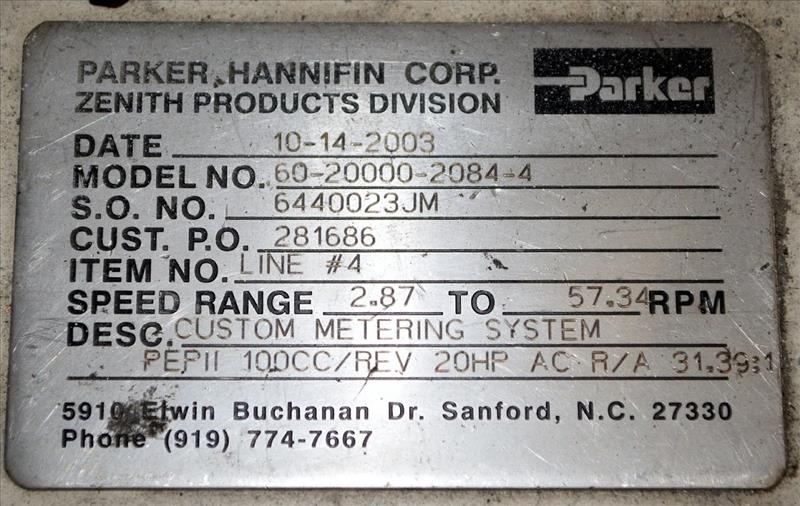 PARKER HANNIFIN CORP.
ZENITH PRODUCTS DIVISION
Parker
DATE 10-14-2003
MODEL NO. 60-20000-2084-4
S.O. NO. 6440023JM
CUST. P.O. 281686
ITEM NO. LINE #4
SPEED RANGE 2.87 TO 57.34 RPM
DESC. CUSTOM METERING SYSTEM
PEPII 100CC/REV 20HP AC R/A 31.39:1
5910 Elwin Buchanan Dr. Sanford, N.C. 27330
Phone (919) 774-7667